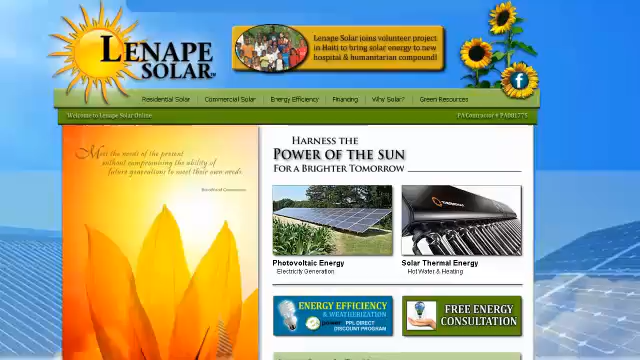 LENAPE
SOLAR
Lenape Solar joins volunteer project
in Haiti to bring solar energy to new
hospital & humanitarian compound!
f
Residential Solar | Commercial Solar | Energy Efficiency | Financing | Why Solar? | Green Resources
Welcome to Lenape Solar Online
PA Contractor # PA001775
Meet the needs of the present
without compromising the ability of
future generations to meet their own needs
HARNESS THE
POWER OF THE SUN
FOR A BRIGHTER TOMORROW
Photovoltaic Energy
Electricity Generation
Solar Thermal Energy
Hot Water & Heating
ENERGY EFFICIENCY
& WEATHERIZATION
PPL DIRECT
DISCOUNT PROGRAM
FREE ENERGY
CONSULTATION